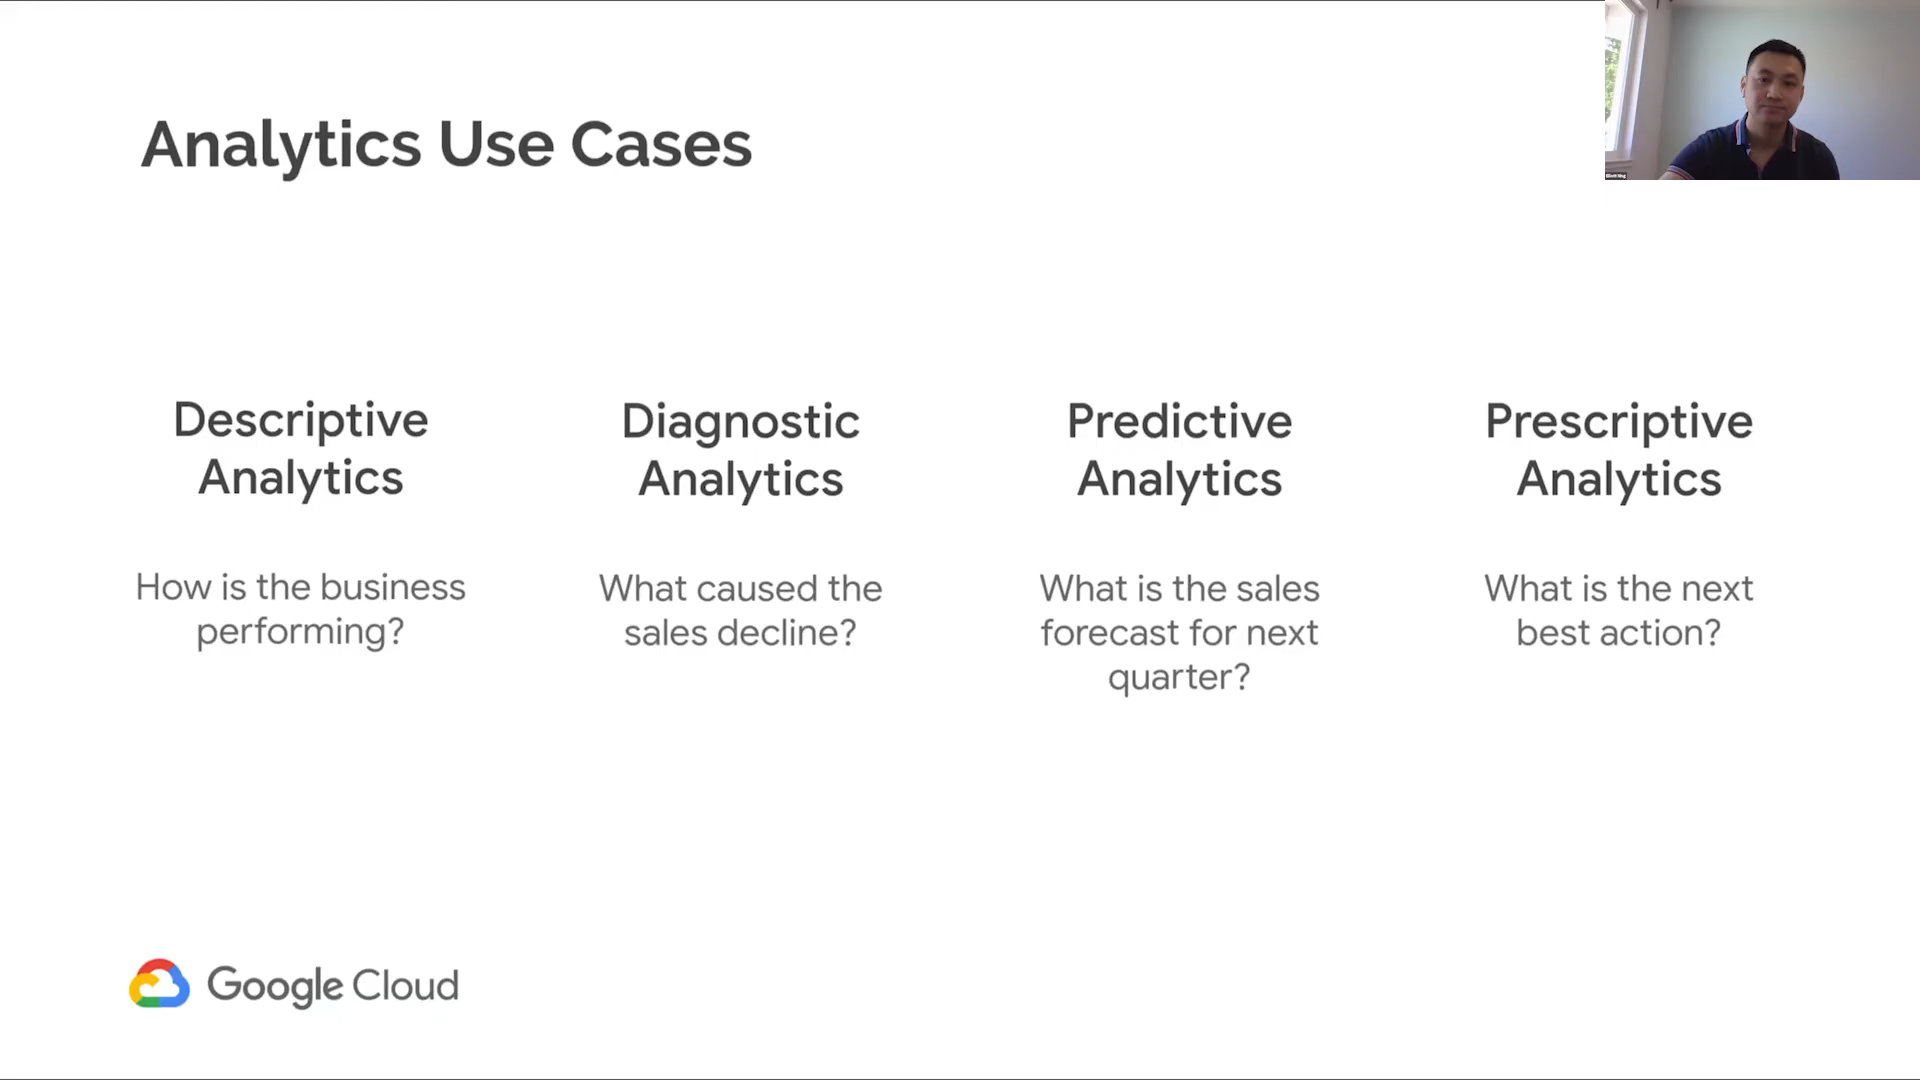 Analytics Use Cases
Descriptive
Analytics
How is the business
performing?
Diagnostic
Analytics
What caused the
sales decline?
Predictive
Analytics
What is the sales
forecast for next
quarter?
Prescriptive
Analytics
What is the next
best action?
Google Cloud